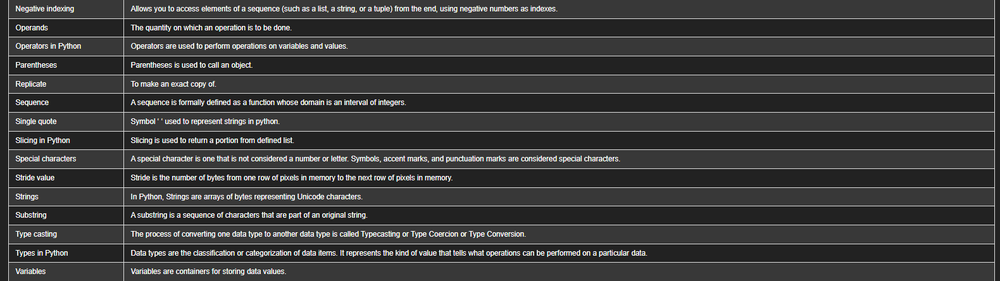 Negative indexing Allows you to access elements of a sequence (such as a list, a string, or a tuple) from the end, using negative numbers as indexes.
Operands The quantity on which an operation is to be done.
Operators in Python Operators are used to perform operations on variables and values.
Parentheses Parentheses is used to call an object.
Replicate To make an exact copy of.
Sequence A sequence is formally defined as a function whose domain is an interval of integers.
Single quote Symbol ‘ ‘ used to represent strings in python.
Slicing in Python Slicing is used to return a portion from defined list.
Special characters A special character is one that is not considered a number or letter. Symbols, accent marks, and punctuation marks are considered special characters.
Stride value Stride is the number of bytes from one row of pixels in memory to the next row of pixels in memory.
Strings In Python, Strings are arrays of bytes representing Unicode characters.
Substring A substring is a sequence of characters that are part of an original string.
Type casting The process of converting one data type to another data type is called Typecasting or Type Coercion or Type Conversion.
Types in Python Data types are the classification or categorization of data items. It represents the kind of value that tells what operations can be performed on a particular data.
Variables Variables are containers for storing data values.